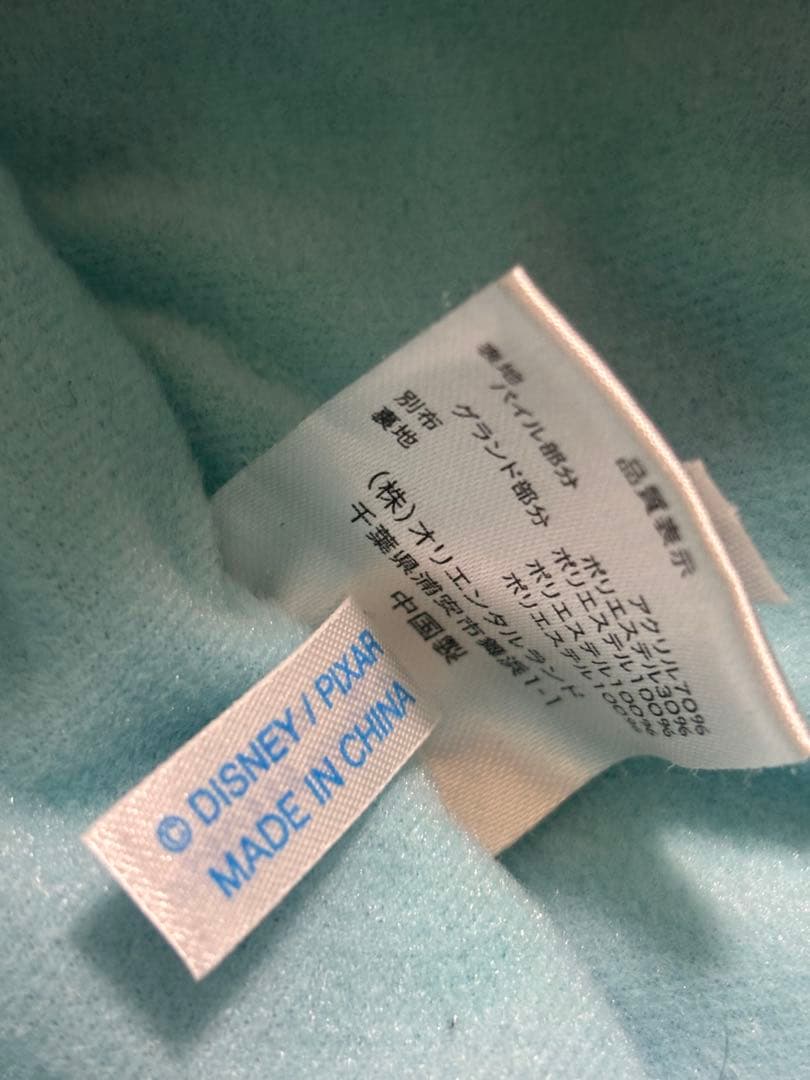 品質表示
表地
パイル部分 アクリル70%
ポリエステル30%
グランド部分 ポリエステル100%
別布 ポリエステル100%
裏地 ポリエステル100%
(株)オリエンタルランド
千葉県浦安市舞浜1-1
中国製
© DISNEY / PIXAR
MADE IN CHINA